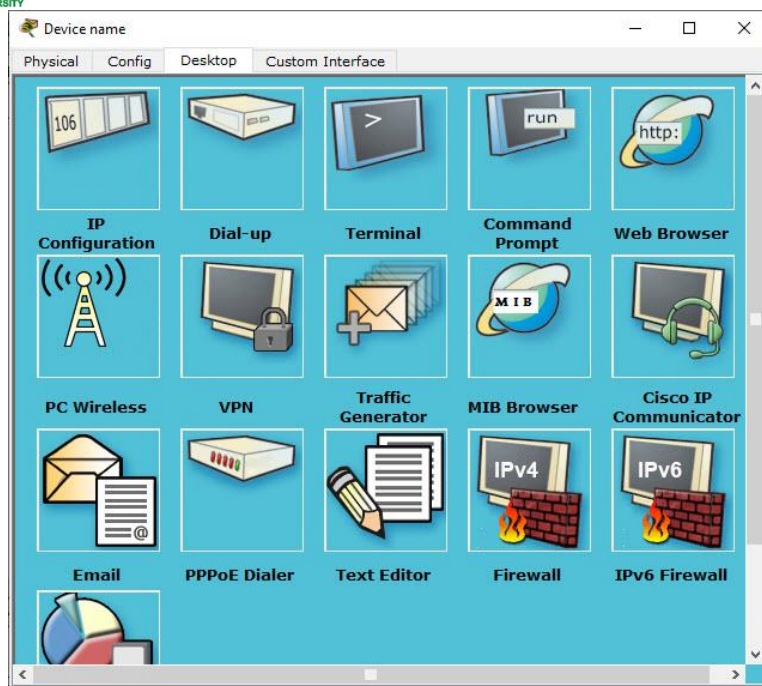 Device name
Physical Config Desktop Custom Interface
106
>
run
http:
IP
Configuration
Dial-up
Terminal
Command
Prompt
Web Browser
MIB
PC Wireless
VPN
Traffic
Generator
MIB Browser
Cisco IP
Communicator
@
IPv4
IPv6
Email
PPPoE Dialer
Text Editor
Firewall
IPv6 Firewall